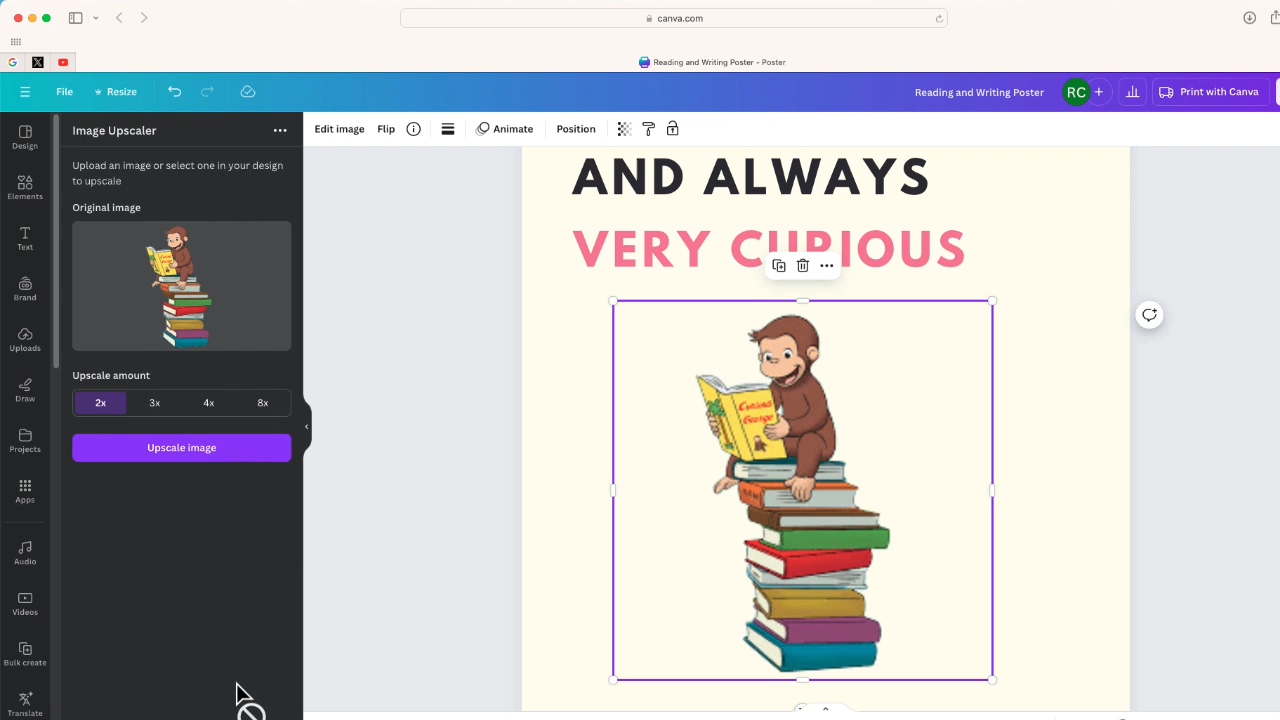 canva.com
Reading and Writing Poster - Poster
File
Resize
Reading and Writing Poster
RC
Print with Canva
Design
Elements
Text
Brand
Uploads
Draw
Projects
Apps
Audio
Videos
Bulk create
Translate
Image Upscaler
Upload an image or select one in your design
to upscale
Original image
Upscale amount
2x 3x 4x 8x
Upscale image
Edit image
Flip
Animate
Position
AND ALWAYS
VERY CURIOUS
Curious
George